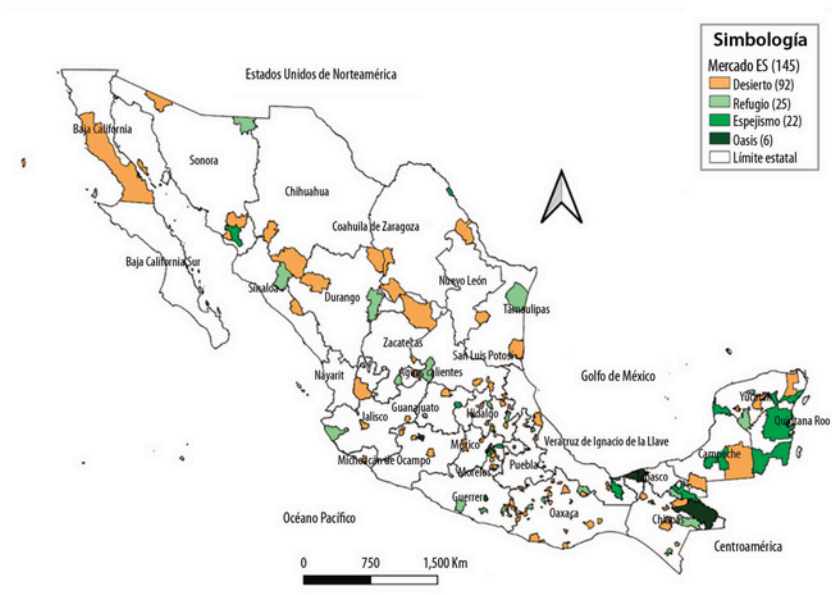 Simbología
Mercado ES (145)
Desierto (92)
Refugio (25)
Espejismo (22)
Oasis (6)
Límite estatal
Estados Unidos de Norteamérica
Baja California
Sonora
Chihuahua
Coahuila de Zaragoza
Baja California Sur
Sinaloa
Durango
Nuevo León
Tamaulipas
Zacatecas
San Luis Potosí
Nayarit
Aguascalientes
Golfo de México
Yucatán
Quintana Roo
Jalisco
Guanajuato
Hidalgo
Veracruz de Ignacio de la Llave
Michoacán de Ocampo
México
Morelos
Puebla
Campeche
Tabasco
Guerrero
Oaxaca
Chiapas
Océano Pacífico
Centroamérica
0 750 1,500 Km